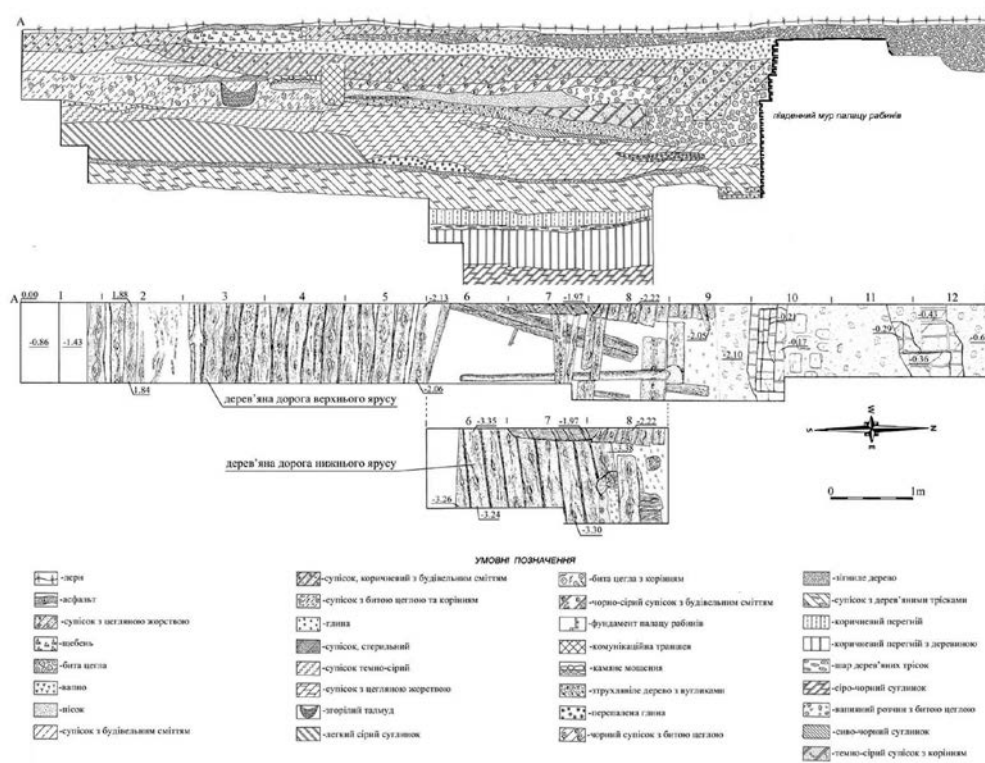 А
південний мур палацу рабинів
А 0.00 1 1.88 2 3 4 5 -2.13 6 7 -1.97 8 -2.22 9 10 11 12
-0.21
-0.43
-0.86
-1.43
-2.05
-0.17
-0.29
-0.6
-2.10
-0.36
1.84
-2.06
дерев'яна дорога верхнього ярусу
W
S N
E
6 -3.35 7 -1.97 8 -2.22
дерев'яна дорога нижнього ярусу
0 1m
-3.26
-3.24
-3.30
УМОВНІ ПОЗНАЧЕННЯ
-дерн
-асфальт
-супісок з цегляною жорствою
-щебень
-бита цегла
-вапно
-пісок
-супісок з будівельним сміттям
-супісок, коричневий з будівельним сміттям
-супісок з битою цеглою та корінням
-глина
-супісок, стерильний
-супісок темно-сірий
-супісок з цегляною жерствою
-згорілий талмуд
-легкий сірий суглинок
-бита цегла з корінням
-чорно-сірий супісок з будівельним сміттям
-фундамент палацу рабинів
-комунікаційна траншея
-камяне мощення
-струхлявіле дерево з вугликами
-перепалена глина
-чорний супісок з битою цеглою
-зігниле дерево
-супісок з дерев'яними трісками
-коричневий перегній
-коричневий перегній з деревиною
-шар дерев'яних трісок
-сіро-чорний суглинок
-вапняний розчин з битою цеглою
-сиво-чорний суглинок
-темно-сірий супісок з корінням